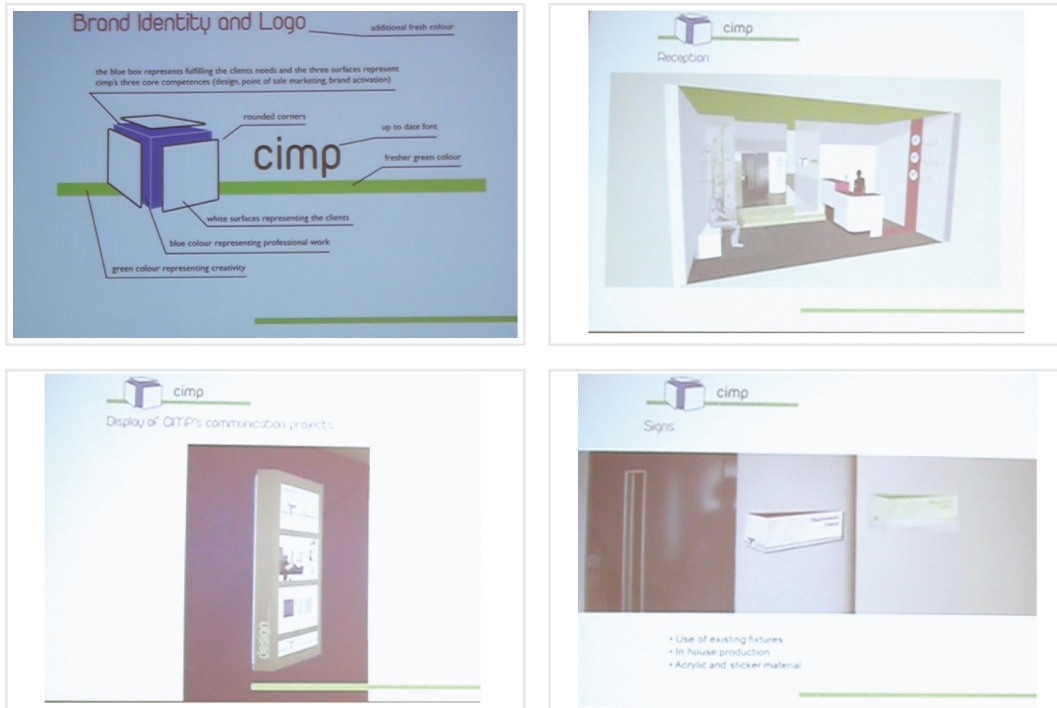 Brand Identity and Logo
additional fresh colour
the blue box represents fulfilling the clients needs and the three surfaces represent
cimp's three core competences (design, point of sale marketing, brand activation)
rounded corners
up to date font
cimp
fresher green colour
white surfaces representing the clients
blue colour representing professional work
green colour representing creativity
cimp
Reception
cimp
Display of CIMP's communication projects
design
cimp
Signs
• Use of existing fixtures
• In house production
• Acrylic and sticker material